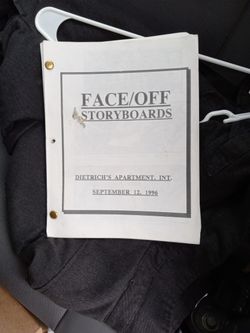 FACE/OFF
STORYBOARDS
DIETRICH'S APARTMENT, INT.
SEPTEMBER 12, 1996